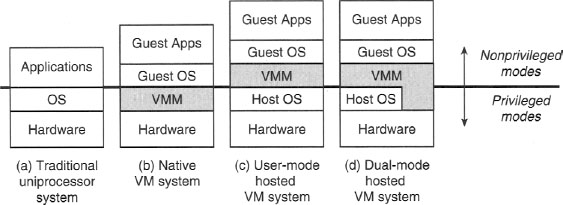 Applications
OS
Hardware
(a) Traditional
uniprocessor
system
Guest Apps
Guest OS
VMM
Hardware
(b) Native
VM system
Guest Apps
Guest OS
VMM
Host OS
Hardware
(c) User-mode
hosted
VM system
Guest Apps
Guest OS
VMM
Host OS
Hardware
(d) Dual-mode
hosted
VM system
Nonprivileged
modes
Privileged
modes